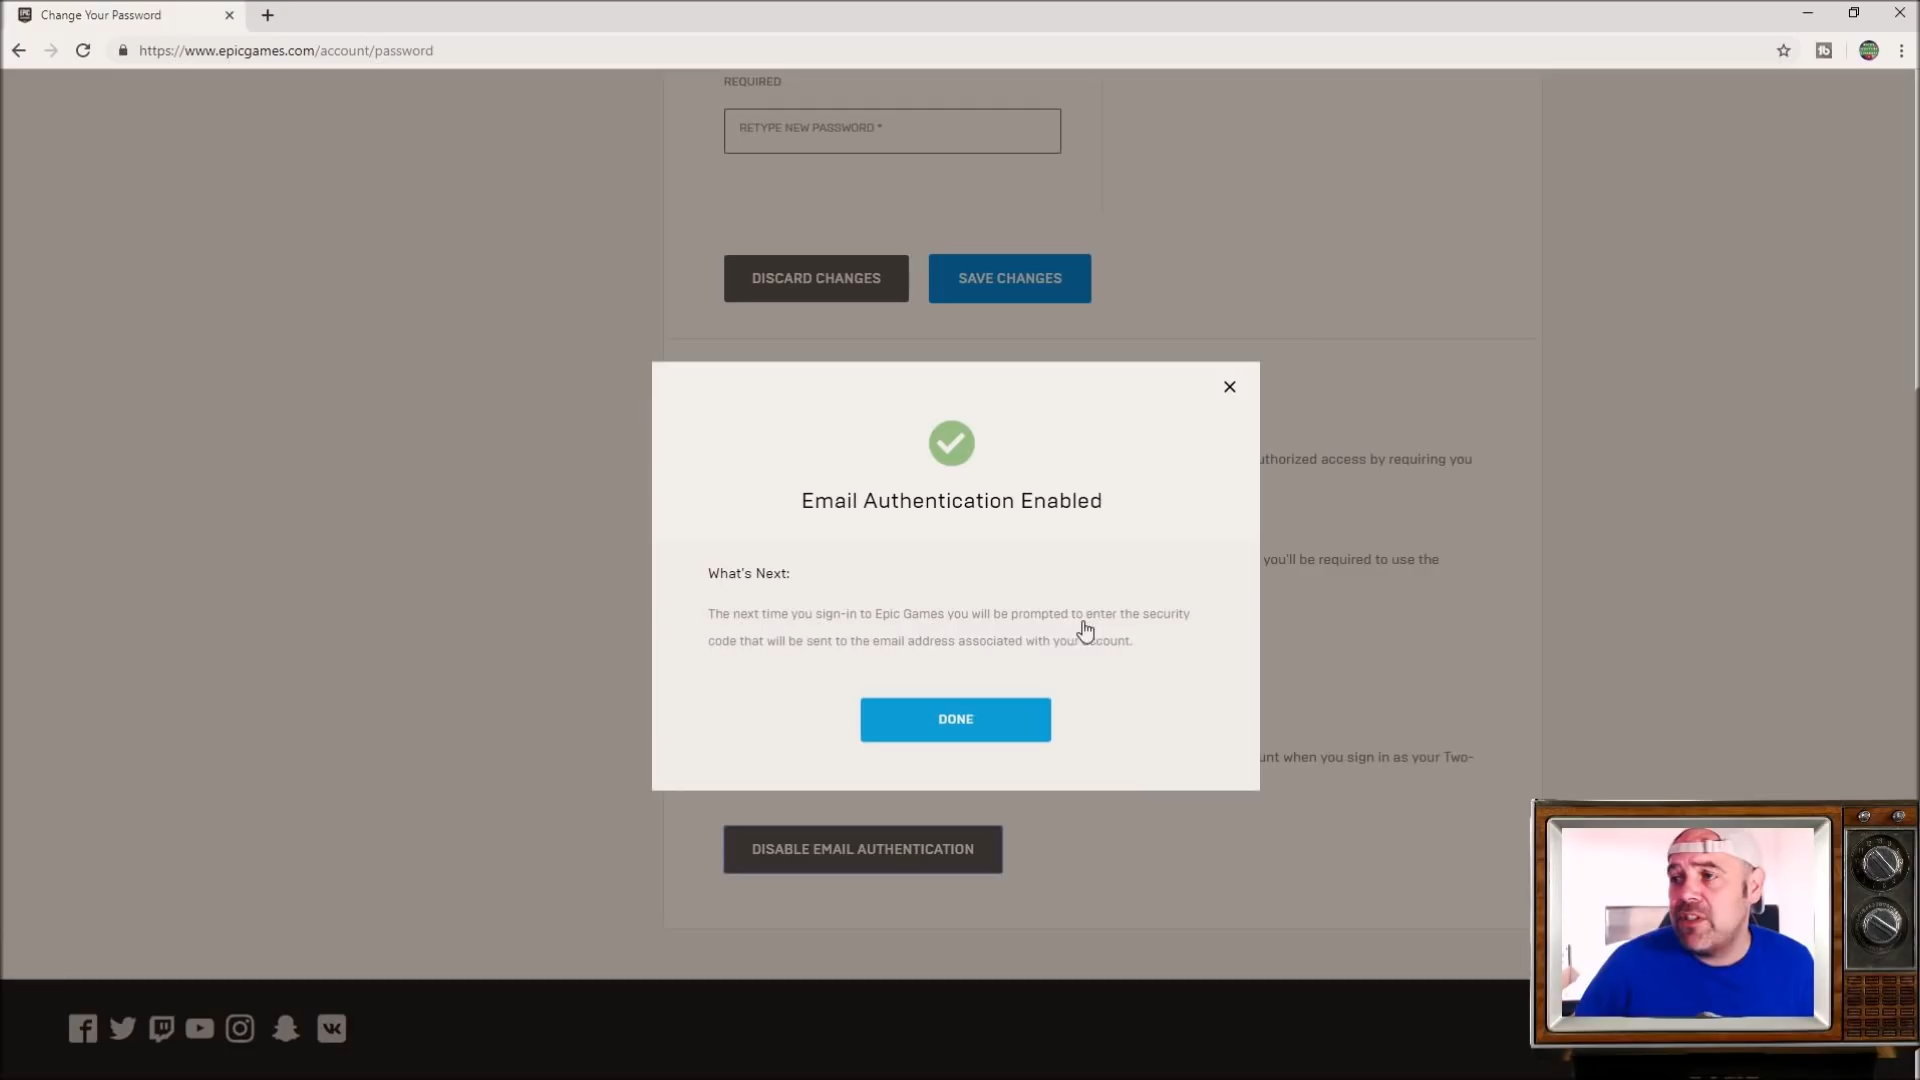 Change Your Password
https://www.epicgames.com/account/password
REQUIRED
RETYPE NEW PASSWORD *
DISCARD CHANGES
SAVE CHANGES
uthorized access by requiring you
Email Authentication Enabled
you'll be required to use the
What's Next:
The next time you sign-in to Epic Games you will be prompted to enter the security
code that will be sent to the email address associated with your account.
DONE
unt when you sign in as your Two-
DISABLE EMAIL AUTHENTICATION